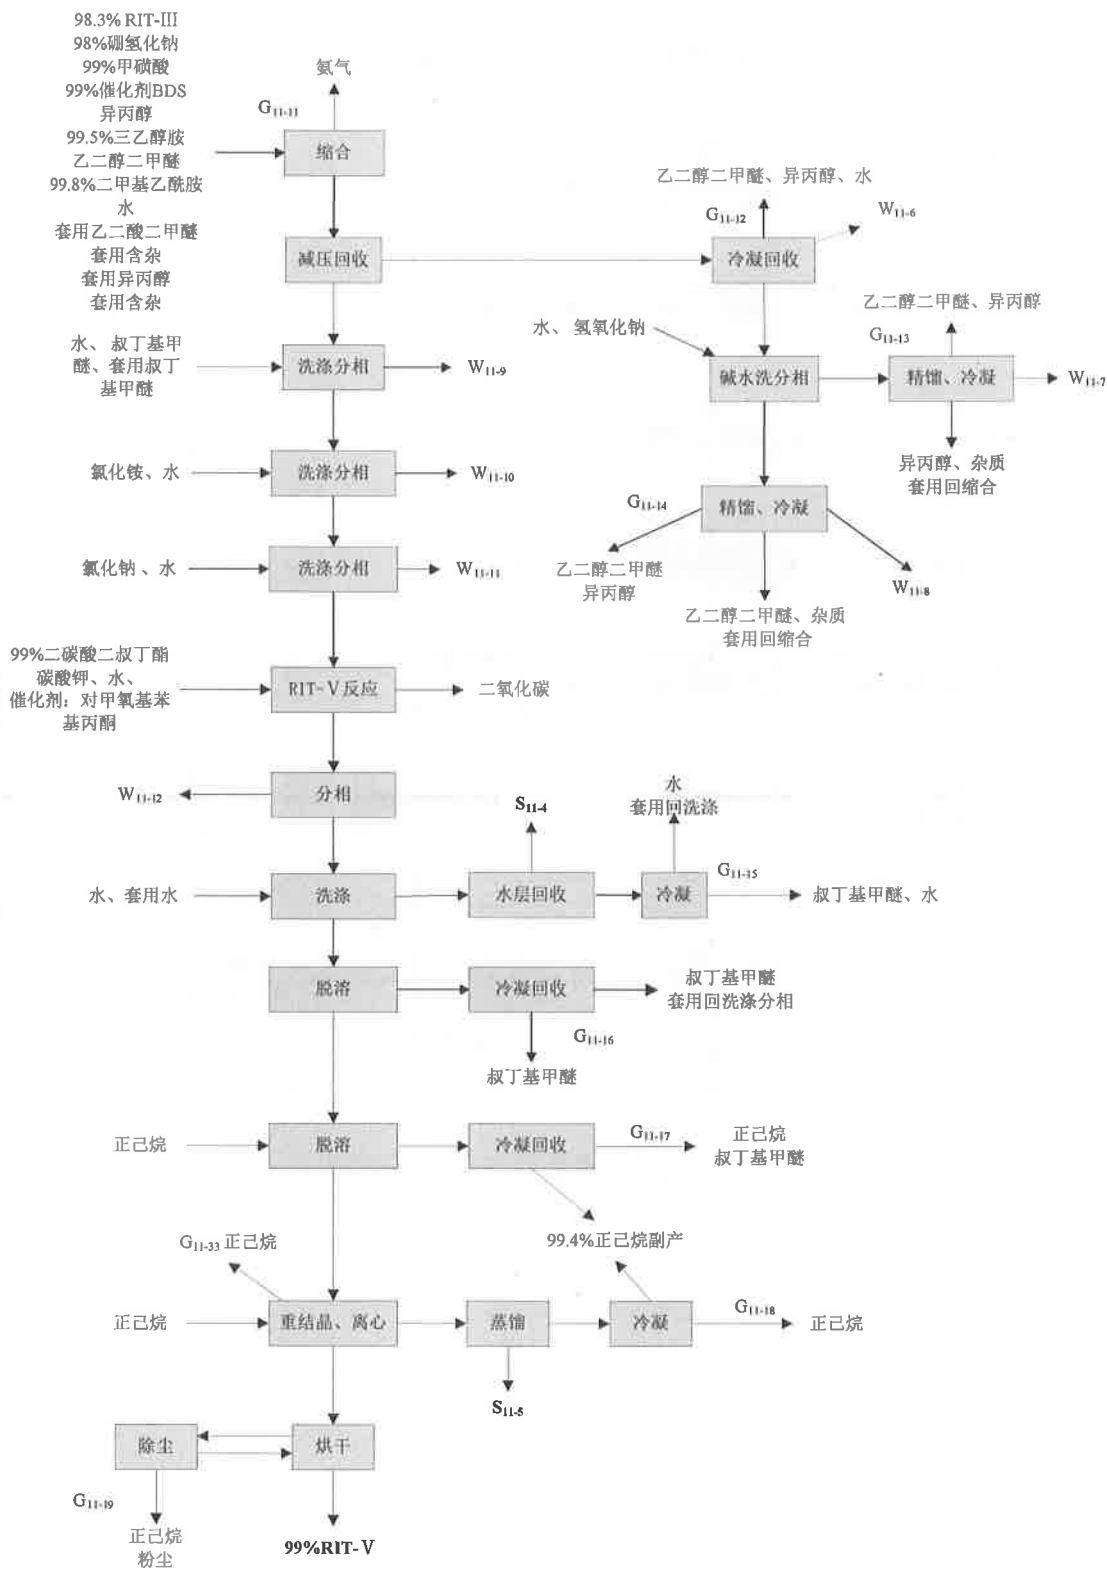 98.3% RIT-III
98%硼氢化钠
99%甲磺酸
99%催化剂BDS
异丙醇
99.5%三乙醇胺
乙二醇二甲醚
99.8%二甲基乙酰胺
水
套用乙二酸二甲醚
套用含杂
套用异丙醇
套用含杂
氨气
G11-11
缩合
减压回收
乙二醇二甲醚、异丙醇、水
G11-12
W11-6
冷凝回收
水、氢氧化钠
乙二醇二甲醚、异丙醇
G11-13
碱水洗分相
精馏、冷凝
W11-7
异丙醇、杂质
套用回缩合
水、叔丁基甲
醚、套用叔丁
基甲醚
洗涤分相
W11-9
氯化铵、水
洗涤分相
W11-10
G11-14
精馏、冷凝
乙二醇二甲醚
异丙醇
W11-8
乙二醇二甲醚、杂质
套用回缩合
氯化钠、水
洗涤分相
W11-11
99%二碳酸二叔丁酯
碳酸钾、水、
催化剂：对甲氧基苯
基丙酮
RIT-Ⅴ反应
二氧化碳
W11-12
分相
S11-4
水
套用回洗涤
水、套用水
洗涤
水层回收
冷凝
G11-15
叔丁基甲醚、水
脱溶
冷凝回收
叔丁基甲醚
套用回洗涤分相
G11-16
叔丁基甲醚
正己烷
脱溶
冷凝回收
G11-17
正己烷
叔丁基甲醚
G11-33 正己烷
99.4%正己烷副产
正己烷
重结晶、离心
蒸馏
冷凝
G11-18
正己烷
S11-5
除尘
烘干
G11-19
正己烷
粉尘
99%RIT-Ⅴ